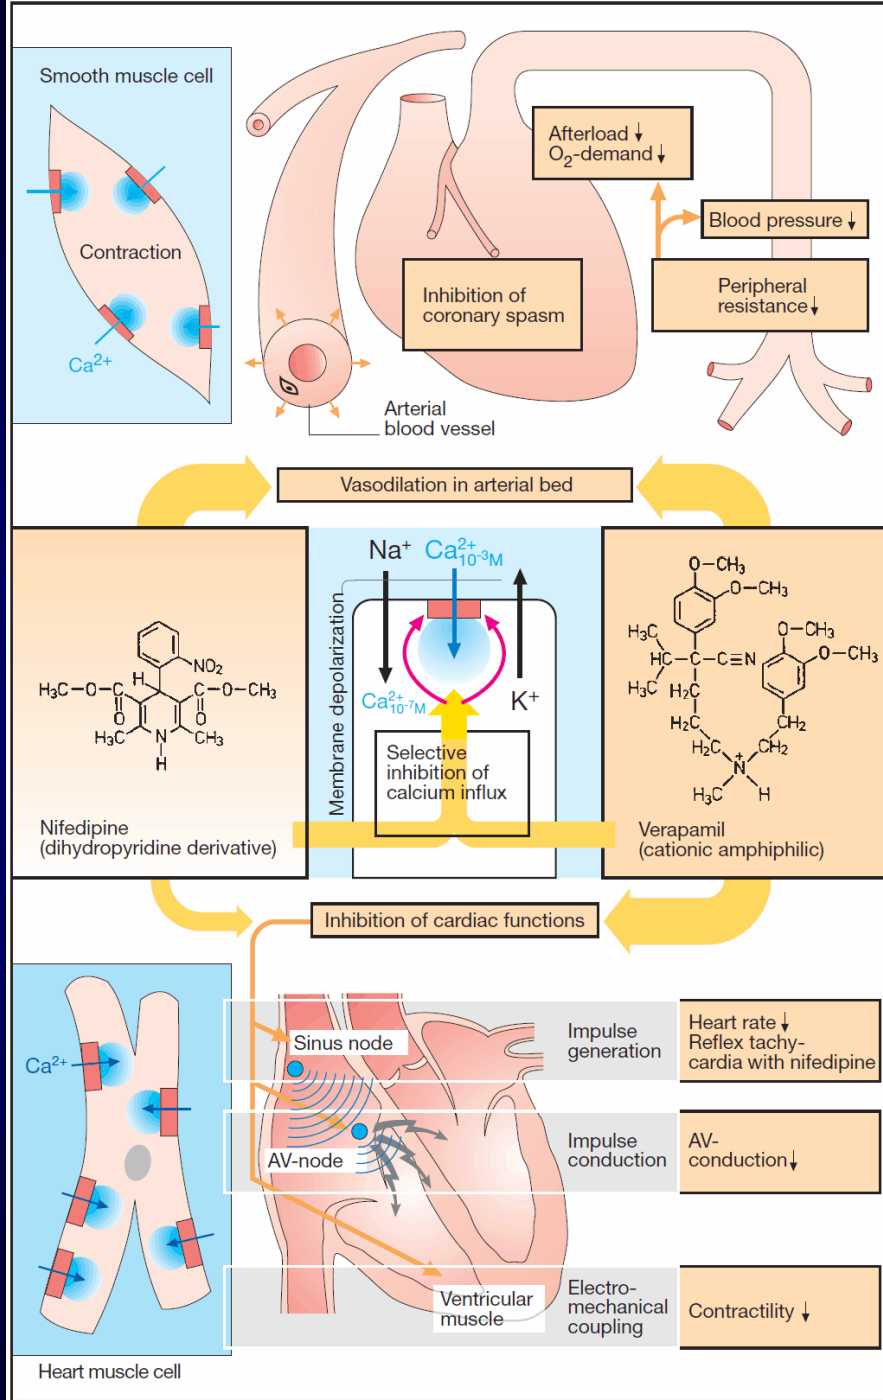 Smooth muscle cell
Contraction
Ca2+
Afterload ↓
O2-demand ↓
Blood pressure ↓
Peripheral
resistance ↓
Inhibition of
coronary spasm
Arterial
blood vessel
Vasodilation in arterial bed
NO2
H
H3C—O—C
C—O—CH3
O
O
H3C
N
CH3
H
Nifedipine
(dihydropyridine derivative)
Membrane depolarization
Na+
Ca2+ 10-3M
Ca2+ 10-7M
K+
Selective
inhibition of
calcium influx
O—CH3
O—CH3
H3C
HC—C—C≡N
H3C
H2C
H2C
H2C
O—CH3
O—CH3
CH2
CH2
+
N
H3C
H
Verapamil
(cationic amphiphilic)
Inhibition of cardiac functions
Ca2+
Heart muscle cell
Sinus node
Impulse
generation
Heart rate ↓
Reflex tachy-
cardia with nifedipine
AV-node
Impulse
conduction
AV-
conduction ↓
Ventricular
muscle
Electro-
mechanical
coupling
Contractility ↓